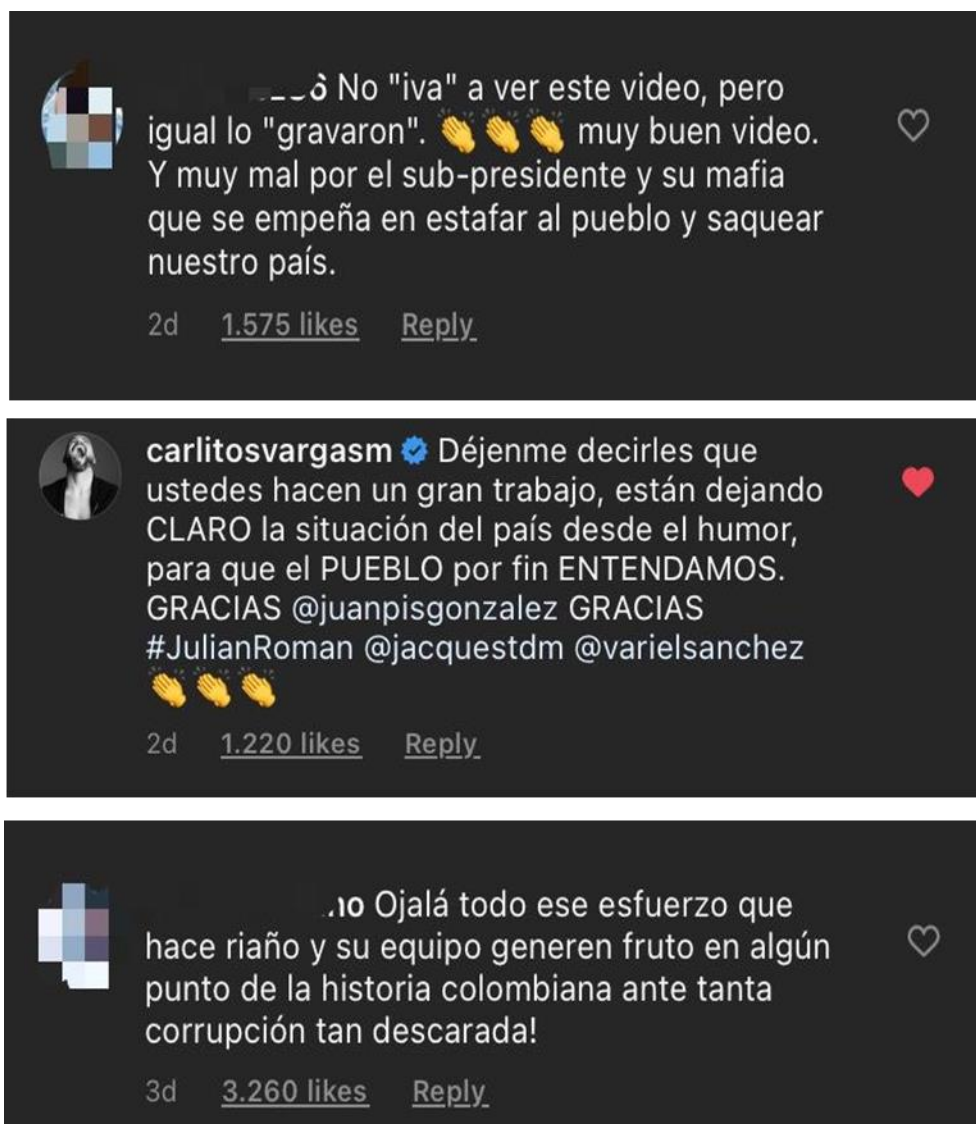 No "iva" a ver este video, pero
igual lo "gravaron". 👏👏👏 muy buen video.
Y muy mal por el sub-presidente y su mafia
que se empeña en estafar al pueblo y saquear
nuestro país.
2d 1.575 likes Reply
carlitosvargasm Déjenme decirles que
ustedes hacen un gran trabajo, están dejando
CLARO la situación del país desde el humor,
para que el PUEBLO por fin ENTENDAMOS.
GRACIAS @juanpisgonzalez GRACIAS
#JulianRoman @jacquestdm @varielsanchez
👏👏👏
2d 1.220 likes Reply
Ojalá todo ese esfuerzo que
hace riaño y su equipo generen fruto en algún
punto de la historia colombiana ante tanta
corrupción tan descarada!
3d 3.260 likes Reply